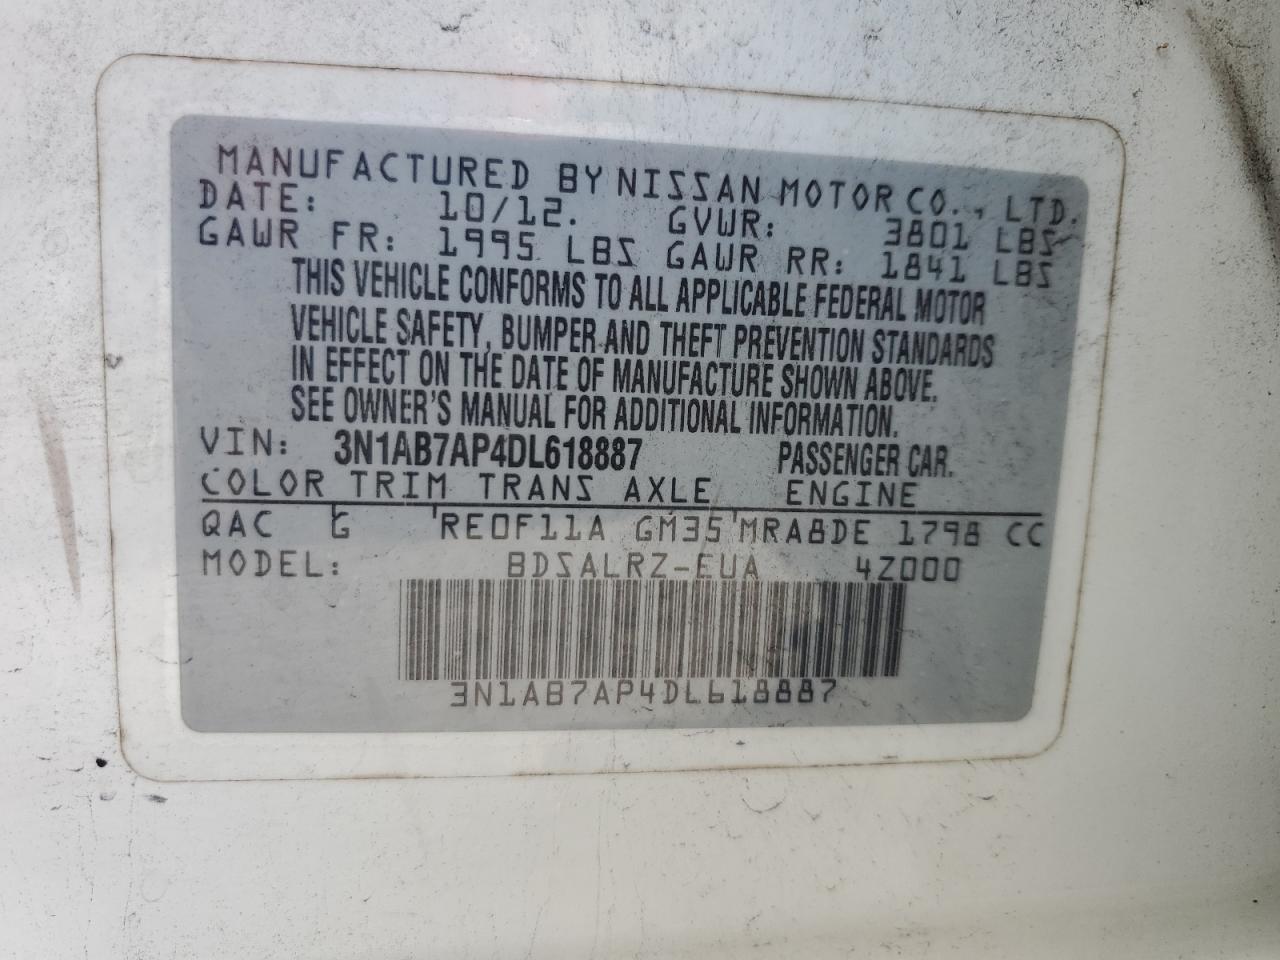 MANUFACTURED BY NISSAN MOTOR CO., LTD.
DATE: 10/12. GVWR: 3801 LBS
GAWR FR: 1995 LBS GAWR RR: 1841 LBS
THIS VEHICLE CONFORMS TO ALL APPLICABLE FEDERAL MOTOR
VEHICLE SAFETY, BUMPER AND THEFT PREVENTION STANDARDS
IN EFFECT ON THE DATE OF MANUFACTURE SHOWN ABOVE.
SEE OWNER'S MANUAL FOR ADDITIONAL INFORMATION.
VIN: 3N1AB7AP4DL618887 PASSENGER CAR.
COLOR TRIM TRANS AXLE ENGINE
QAC G RE0F11A GM35 MRA8DE 1798 CC
MODEL: BDSALRZ-EUA 4Z000
3N1AB7AP4DL618887